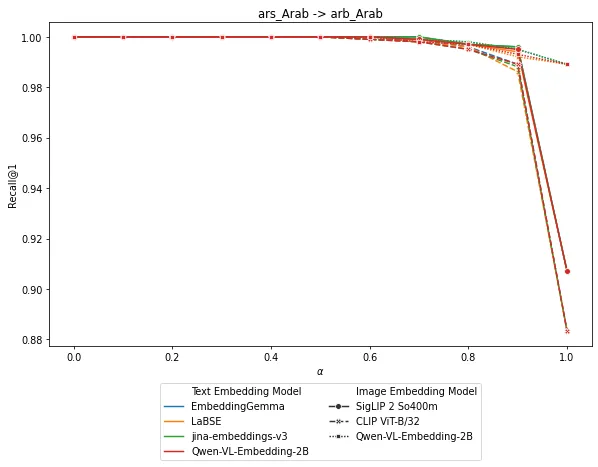 ars_Arab -> arb_Arab
Recall@1
1.00
0.98
0.96
0.94
0.92
0.90
0.88
0.0
0.2
0.4
0.6
0.8
1.0
α
Text Embedding Model
EmbeddingGemma
LaBSE
jina-embeddings-v3
Qwen-VL-Embedding-2B
Image Embedding Model
SigLIP 2 So400m
CLIP ViT-B/32
Qwen-VL-Embedding-2B